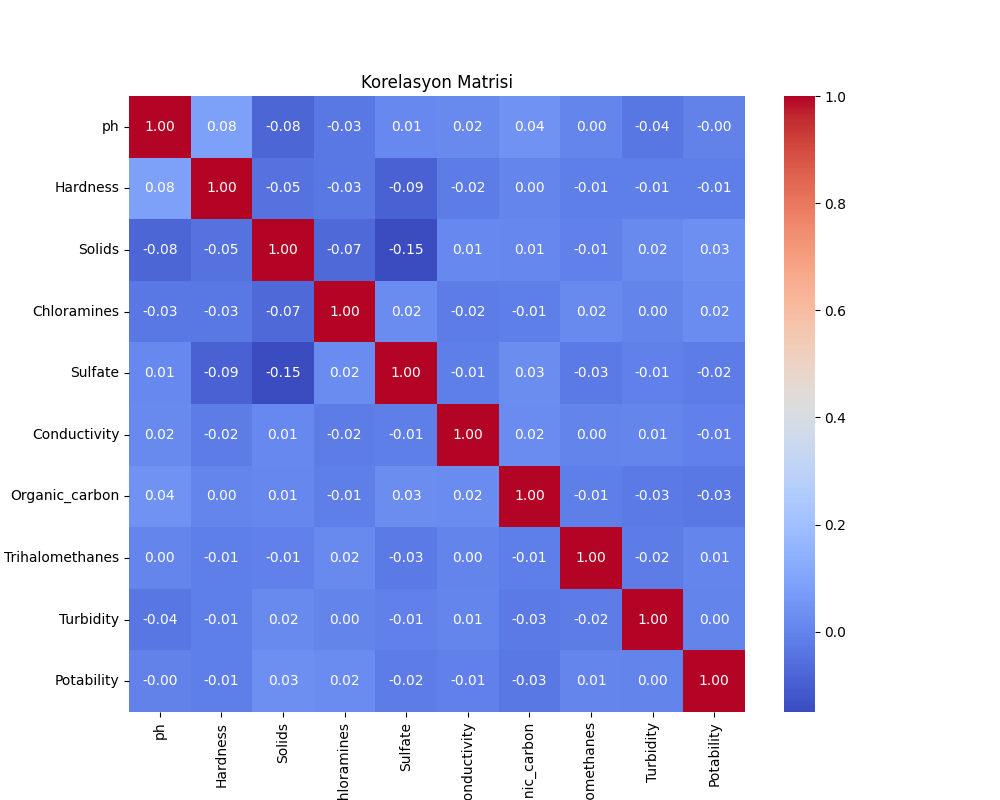 Korelasyon Matrisi
ph 1.00 0.08 -0.08 -0.03 0.01 0.02 0.04 0.00 -0.04 -0.00
Hardness 0.08 1.00 -0.05 -0.03 -0.09 -0.02 0.00 -0.01 -0.01 -0.01
Solids -0.08 -0.05 1.00 -0.07 -0.15 0.01 0.01 -0.01 0.02 0.03
Chloramines -0.03 -0.03 -0.07 1.00 0.02 -0.02 -0.01 0.02 0.00 0.02
Sulfate 0.01 -0.09 -0.15 0.02 1.00 -0.01 0.03 -0.03 -0.01 -0.02
Conductivity 0.02 -0.02 0.01 -0.02 -0.01 1.00 0.02 0.00 0.01 -0.01
Organic_carbon 0.04 0.00 0.01 -0.01 0.03 0.02 1.00 -0.01 -0.03 -0.03
Trihalomethanes 0.00 -0.01 -0.01 0.02 -0.03 0.00 -0.01 1.00 -0.02 0.01
Turbidity -0.04 -0.01 0.02 0.00 -0.01 0.01 -0.03 -0.02 1.00 0.00
Potability -0.00 -0.01 0.03 0.02 -0.02 -0.01 -0.03 0.01 0.00 1.00
ph
Hardness
Solids
hloramines
Sulfate
onductivity
nic_carbon
omethanes
Turbidity
Potability
1.0
0.8
0.6
0.4
0.2
0.0